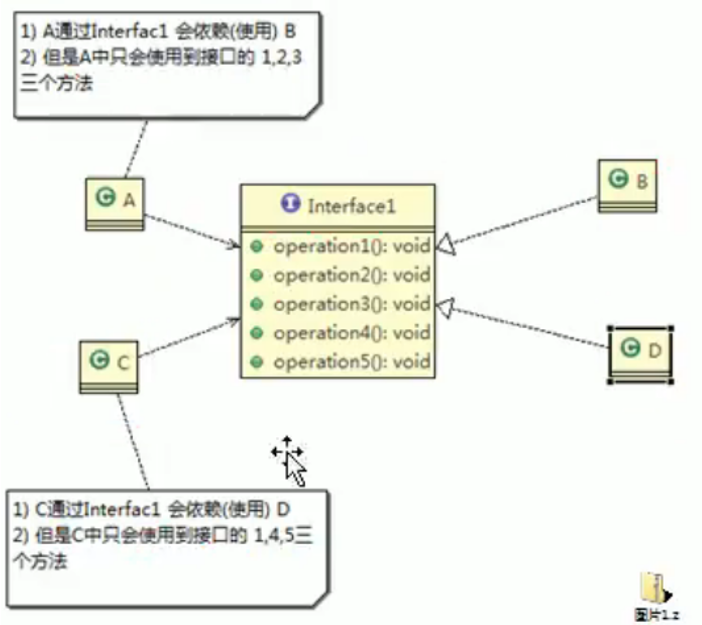 1) A通过Interfac1 会依赖(使用) B
2) 但是A中只会使用到接口的 1,2,3
三个方法
A
B
Interface1
operation1(): void
operation2(): void
operation3(): void
operation4(): void
operation5(): void
C
D
1) C通过Interfac1 会依赖(使用) D
2) 但是C中只会使用到接口的 1,4,5三
个方法
图片1.z